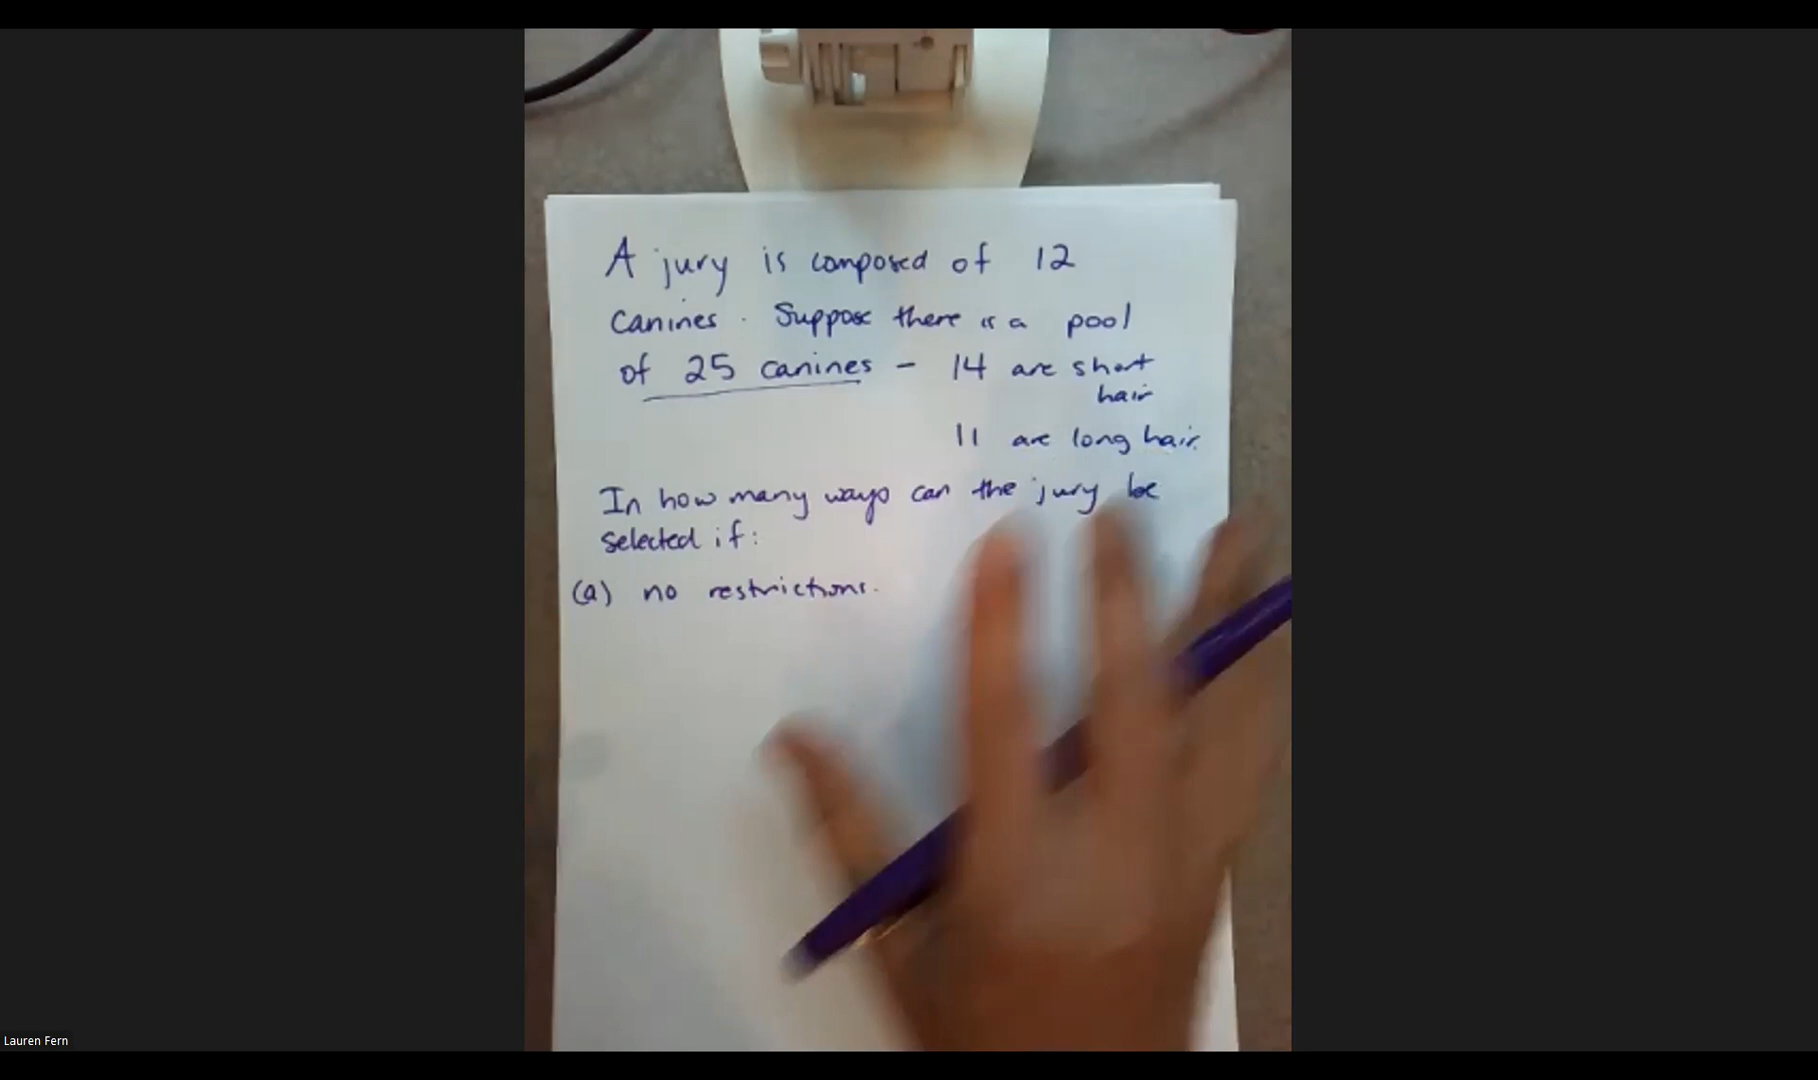 A jury is composed of 12
canines. Suppose there is a pool
of 25 canines - 14 are short
hair
11 are long hair.
In how many ways can the jury be
selected if:
(a) no restrictions.
Lauren Fern